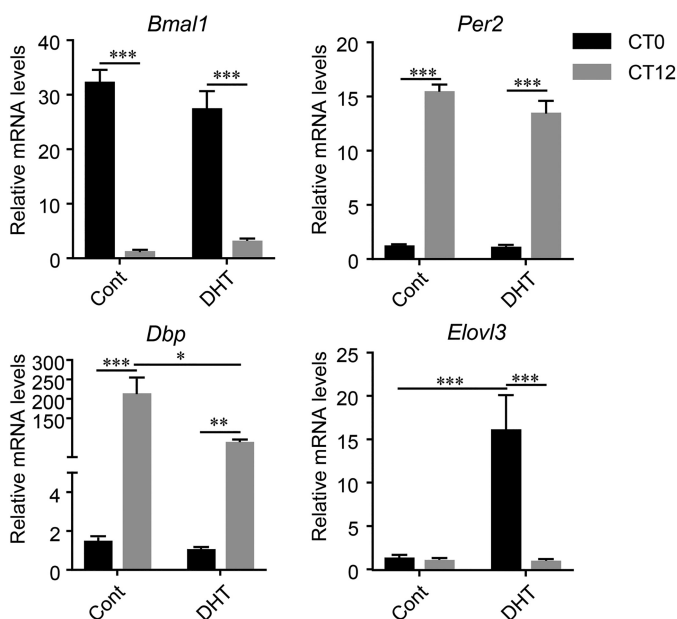 Bmal1
Relative mRNA levels
40
30
20
10
0
***
***
Cont
DHT
Per2
Relative mRNA levels
20
15
10
5
0
***
***
Cont
DHT
CT0
CT12
Dbp
Relative mRNA levels
300
250
200
150
4
2
0
***
*
**
Cont
DHT
Elovl3
Relative mRNA levels
25
20
15
10
5
0
***
***
Cont
DHT